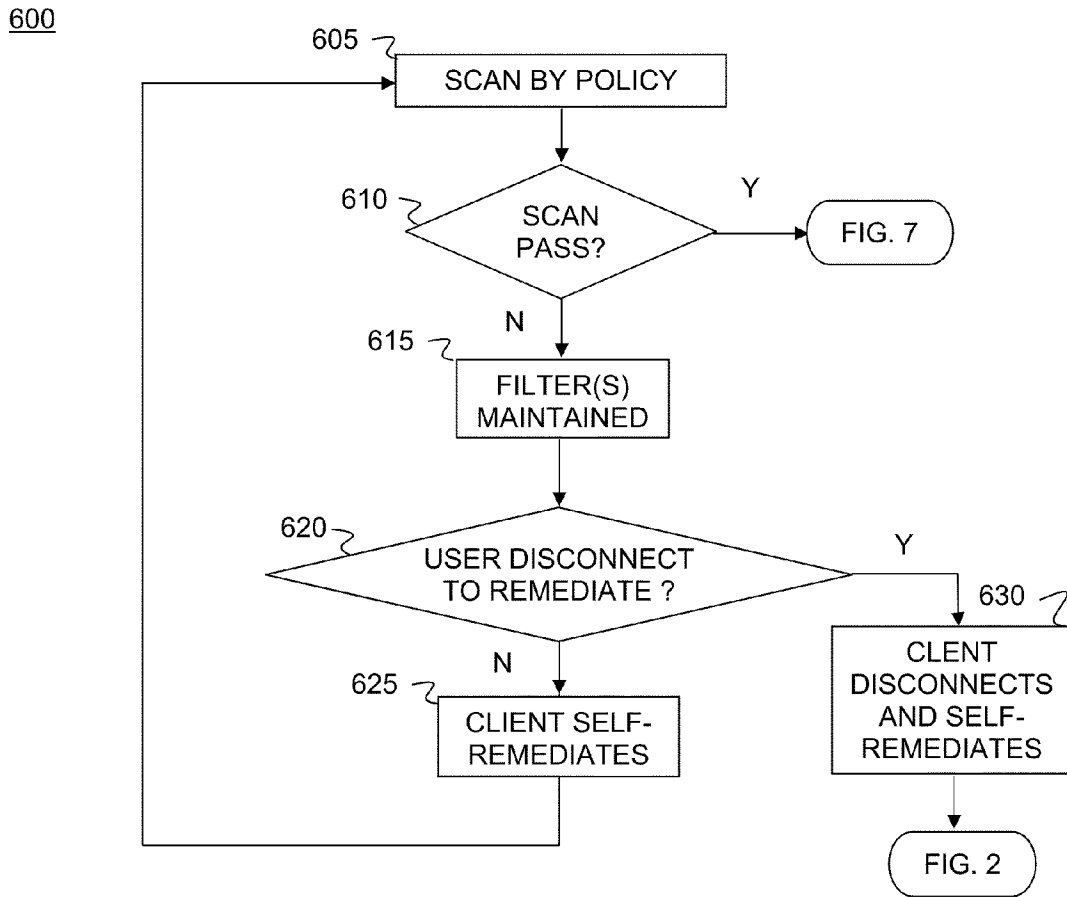 600
605
SCAN BY POLICY
610
SCAN
PASS?
Y
FIG. 7
N
615
FILTER(S)
MAINTAINED
620
USER DISCONNECT
TO REMEDIATE ?
Y
N
625
CLIENT SELF-
REMEDIATES
630
CLENT
DISCONNECTS
AND SELF-
REMEDIATES
FIG. 2